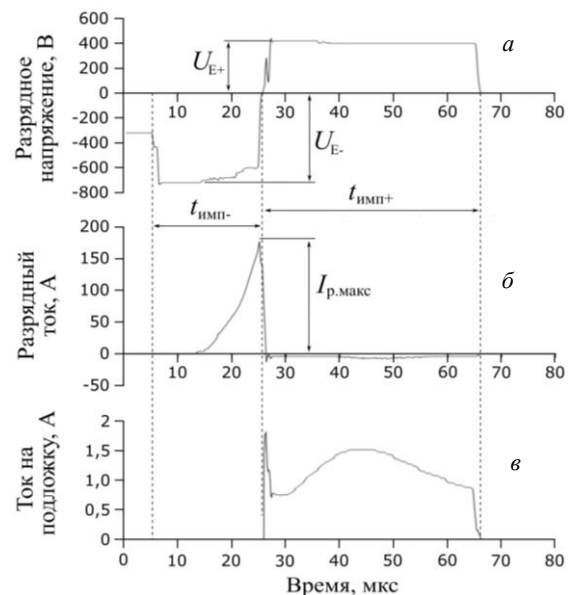 Разрядное напряжение, В
400
200
0
-200
-400
-600
-800
10 20 30 40 50 60 70 80
U_E+
U_E-
а
t_имп-
t_имп+
Разрядный ток, А
200
150
100
50
0
-50
10 20 30 40 50 60 70 80
I_р.макс
б
Ток на подложку, А
2
1,5
1,0
0,5
0
0 10 20 30 40 50 60 70 80
в
Время, мкс